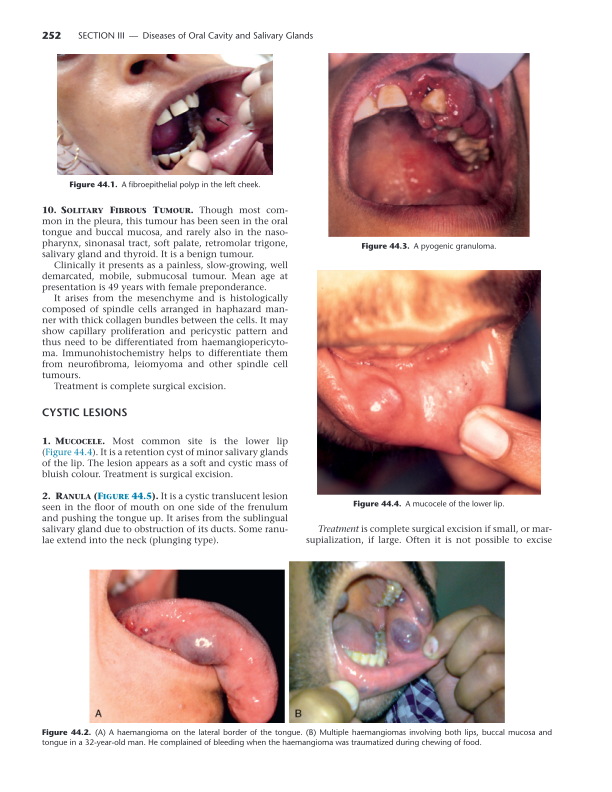 252 SECTION III — Diseases of Oral Cavity and Salivary Glands
Figure 44.1. A fibroepithelial polyp in the left cheek.
10. SOLITARY FIBROUS TUMOUR. Though most com-
mon in the pleura, this tumour has been seen in the oral
tongue and buccal mucosa, and rarely also in the naso-
pharynx, sinonasal tract, soft palate, retromolar trigone,
salivary gland and thyroid. It is a benign tumour.
Clinically it presents as a painless, slow-growing, well
demarcated, mobile, submucosal tumour. Mean age at
presentation is 49 years with female preponderance.
It arises from the mesenchyme and is histologically
composed of spindle cells arranged in haphazard man-
ner with thick collagen bundles between the cells. It may
show capillary proliferation and pericystic pattern and
thus need to be differentiated from haemangiopericyto-
ma. Immunohistochemistry helps to differentiate them
from neurofibroma, leiomyoma and other spindle cell
tumours.
Treatment is complete surgical excision.
CYSTIC LESIONS
1. MUCOCELE. Most common site is the lower lip
(Figure 44.4). It is a retention cyst of minor salivary glands
of the lip. The lesion appears as a soft and cystic mass of
bluish colour. Treatment is surgical excision.
2. RANULA (FIGURE 44.5). It is a cystic translucent lesion
seen in the floor of mouth on one side of the frenulum
and pushing the tongue up. It arises from the sublingual
salivary gland due to obstruction of its ducts. Some ranu-
lae extend into the neck (plunging type).
Figure 44.3. A pyogenic granuloma.
Figure 44.4. A mucocele of the lower lip.
Treatment is complete surgical excision if small, or mar-
supialization, if large. Often it is not possible to excise
A
B
Figure 44.2. (A) A haemangioma on the lateral border of the tongue. (B) Multiple haemangiomas involving both lips, buccal mucosa and
tongue in a 32-year-old man. He complained of bleeding when the haemangioma was traumatized during chewing of food.